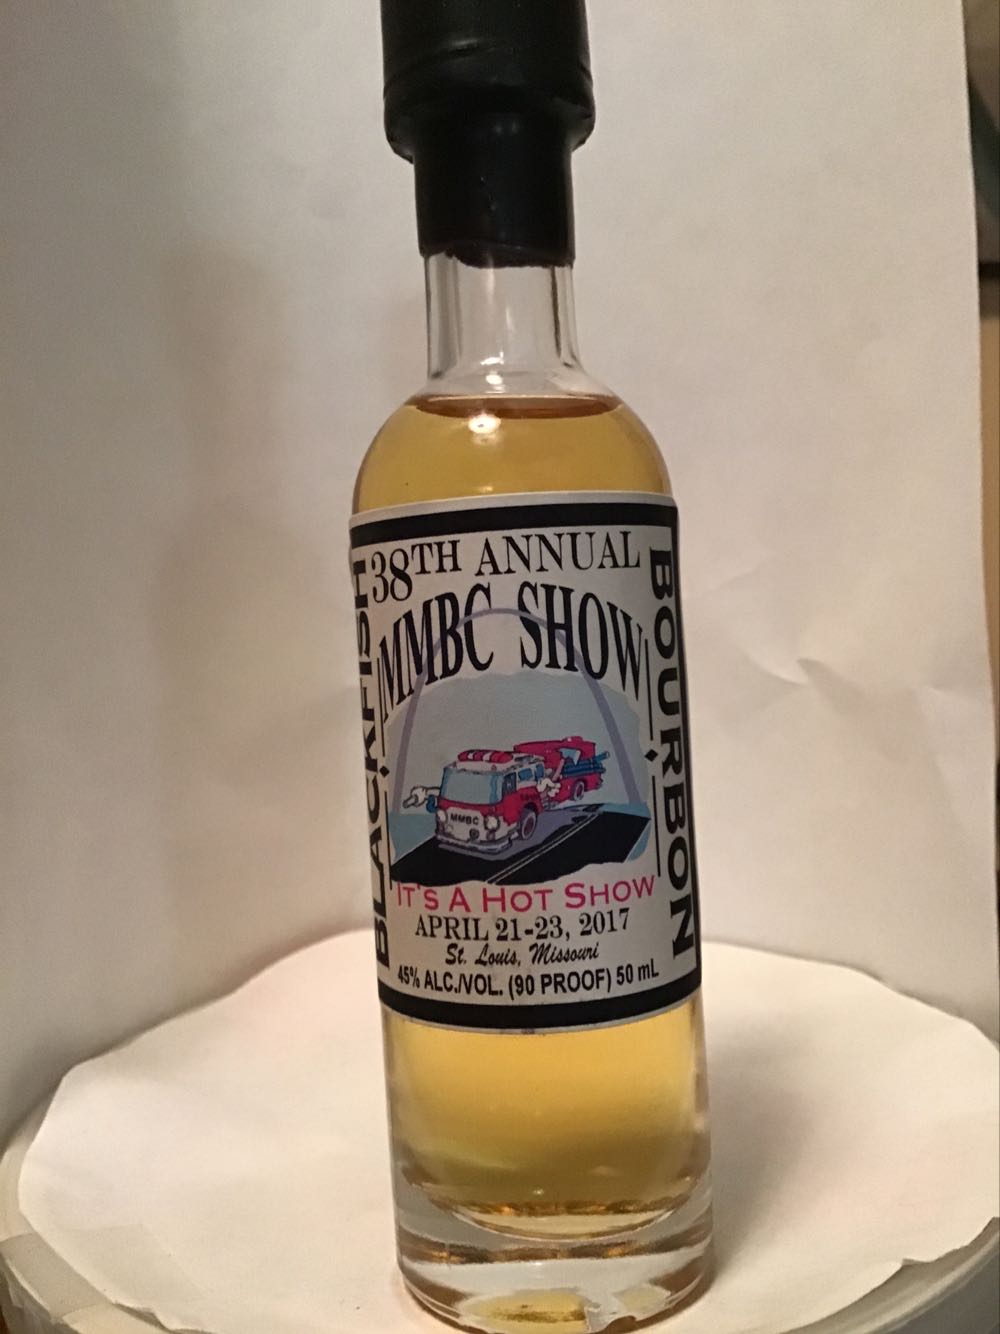 38TH ANNUAL
MMBC SHOW
BLACKFISH
BOURBON
MMBC
IT'S A HOT SHOW
APRIL 21-23, 2017
St. Louis, Missouri
45% ALC./VOL. (90 PROOF) 50 mL